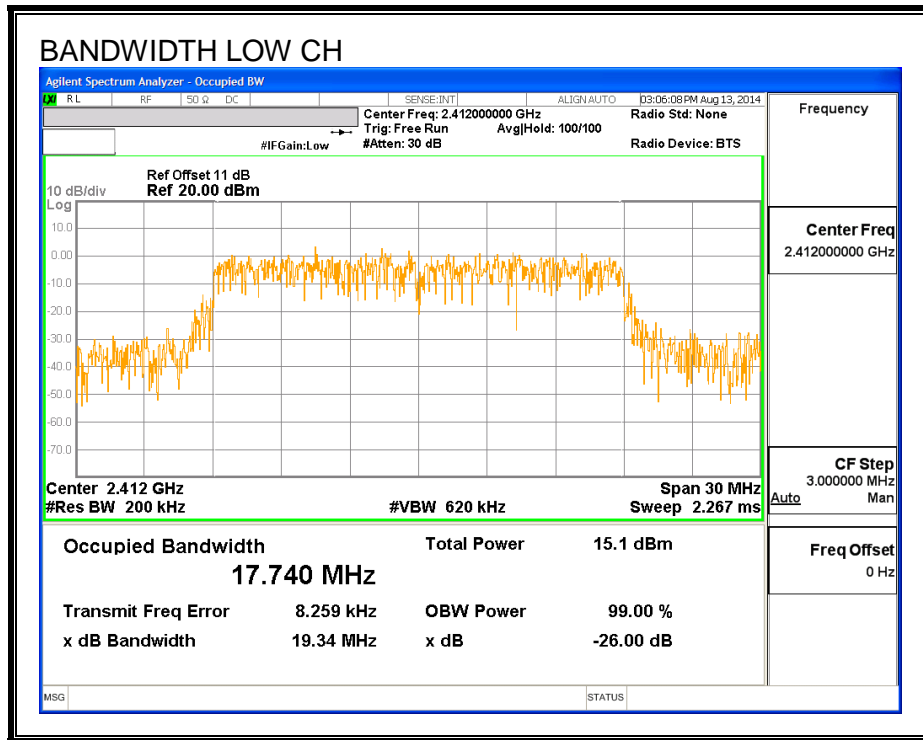 BANDWIDTH LOW CH
Agilent Spectrum Analyzer - Occupied BW
LXI RL RF 50 Ω DC SENSE:INT ALIGN AUTO 03:06:08 PM Aug 13, 2014
Center Freq: 2.412000000 GHz Radio Std: None
Trig: Free Run Avg|Hold: 100/100
#IFGain:Low #Atten: 30 dB Radio Device: BTS
Frequency
Ref Offset 11 dB
10 dB/div Ref 20.00 dBm
Log
10.0
0.00
-10.0
-20.0
-30.0
-40.0
-50.0
-60.0
-70.0
Center Freq
2.412000000 GHz
CF Step
3.000000 MHz
Auto Man
Freq Offset
0 Hz
Center 2.412 GHz Span 30 MHz
#Res BW 200 kHz #VBW 620 kHz Sweep 2.267 ms
Occupied Bandwidth Total Power 15.1 dBm
17.740 MHz
Transmit Freq Error 8.259 kHz OBW Power 99.00 %
x dB Bandwidth 19.34 MHz x dB -26.00 dB
MSG STATUS